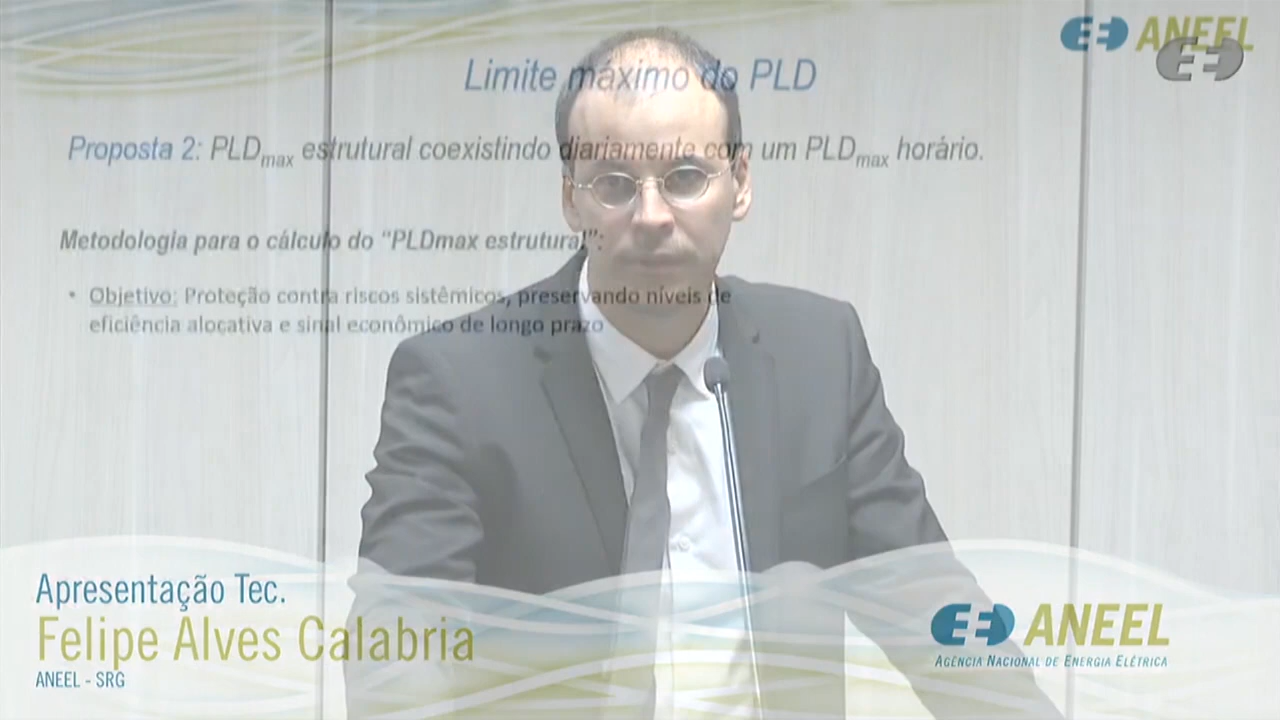 ANEEL
Limite máximo do PLD
Proposta 2: PLDmax estrutural coexistindo diariamente com um PLDmax horário.
Metodologia para o cálculo do “PLDmax estrutural”:
• Objetivo: Proteção contra riscos sistêmicos, preservando níveis de
eficiência alocativa e sinal econômico de longo prazo
Apresentação Tec.
Felipe Alves Calabria
ANEEL - SRG
ANEEL
Agência Nacional de Energia Elétrica